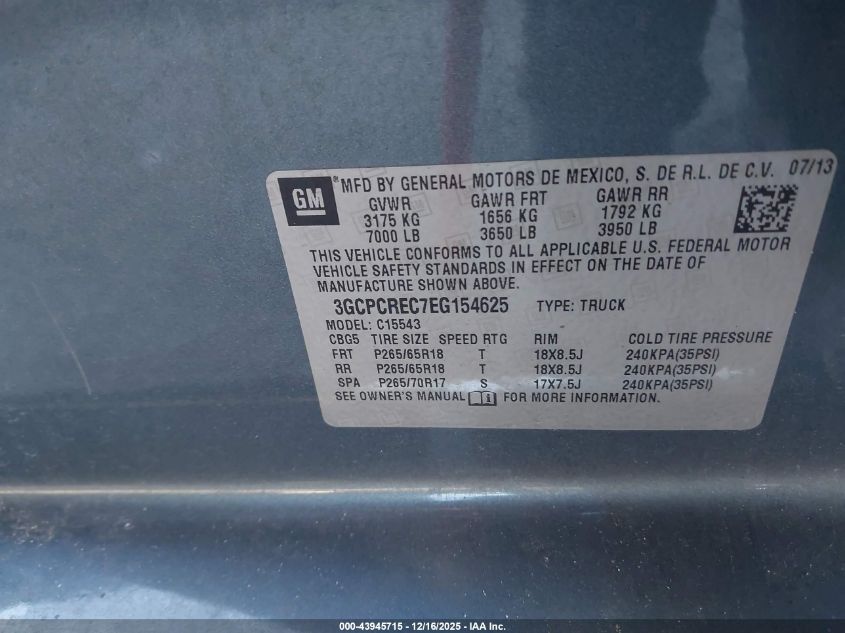 GM ® MFD BY GENERAL MOTORS DE MEXICO, S. DE R.L. DE C.V. 07/13
GVWR GAWR FRT GAWR RR
3175 KG 1656 KG 1792 KG
7000 LB 3650 LB 3950 LB
THIS VEHICLE CONFORMS TO ALL APPLICABLE U.S. FEDERAL MOTOR
VEHICLE SAFETY STANDARDS IN EFFECT ON THE DATE OF
MANUFACTURE SHOWN ABOVE.
3GCPCREC7EG154625 TYPE: TRUCK
MODEL: C15543
CBG5 TIRE SIZE SPEED RTG RIM COLD TIRE PRESSURE
FRT P265/65R18 T 18X8.5J 240KPA(35PSI)
RR P265/65R18 T 18X8.5J 240KPA(35PSI)
SPA P265/70R17 S 17X7.5J 240KPA(35PSI)
SEE OWNER'S MANUAL FOR MORE INFORMATION.
000-43945715 - 12/16/2025 - IAA Inc.